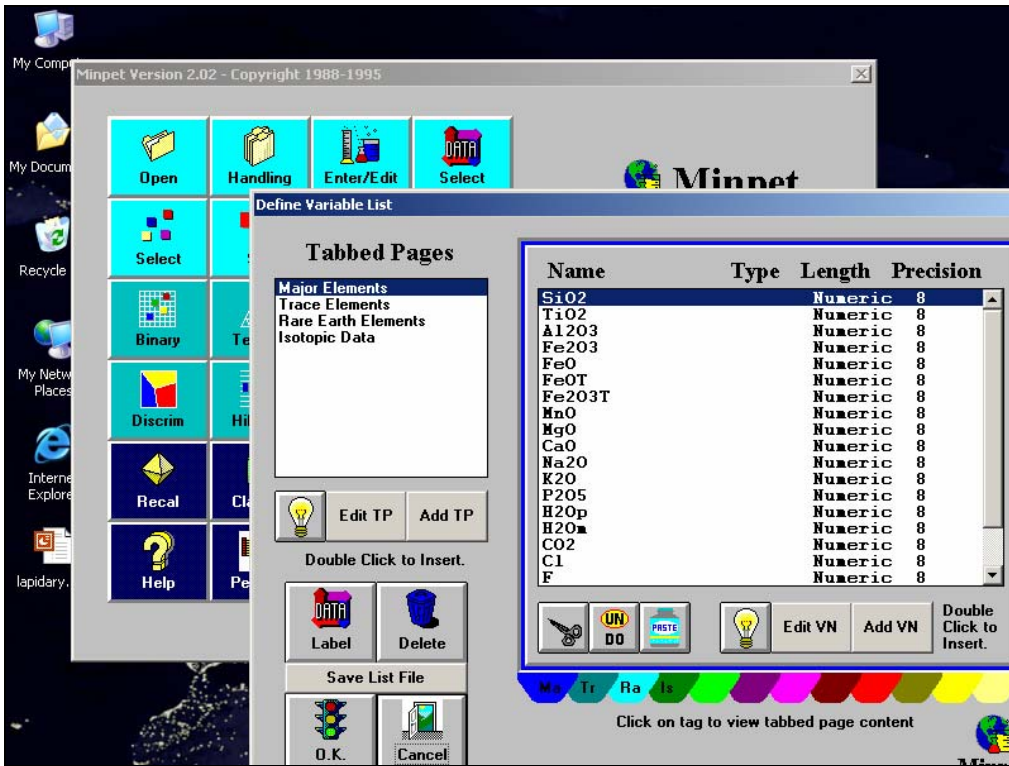 My Comp
Minpet Version 2.02 - Copyright 1988-1995
My Docum
Open Handling Enter/Edit Select
Minpet
Recycle
Select
Define Variable List
Tabbed Pages
Major Elements
Trace Elements
Rare Earth Elements
Isotopic Data
Name Type Length Precision
SiO2 Numeric 8
TiO2 Numeric 8
Al2O3 Numeric 8
Fe2O3 Numeric 8
FeO Numeric 8
FeOT Numeric 8
Fe2O3T Numeric 8
MnO Numeric 8
MgO Numeric 8
CaO Numeric 8
Na2O Numeric 8
K2O Numeric 8
P2O5 Numeric 8
H2Op Numeric 8
H2Om Numeric 8
CO2 Numeric 8
Cl Numeric 8
F Numeric 8
Binary Te
My Netw
Places
Discrim Hil
Interne
Explore
Recal Cla
lapidary.
Help Pe
Edit TP Add TP
Double Click to Insert.
DATA
Label Delete
Save List File
O.K. Cancel
UN
DO
PASTE
Edit VN Add VN
Double
Click to
Insert.
Ma Tr Ra Is
Click on tag to view tabbed page content